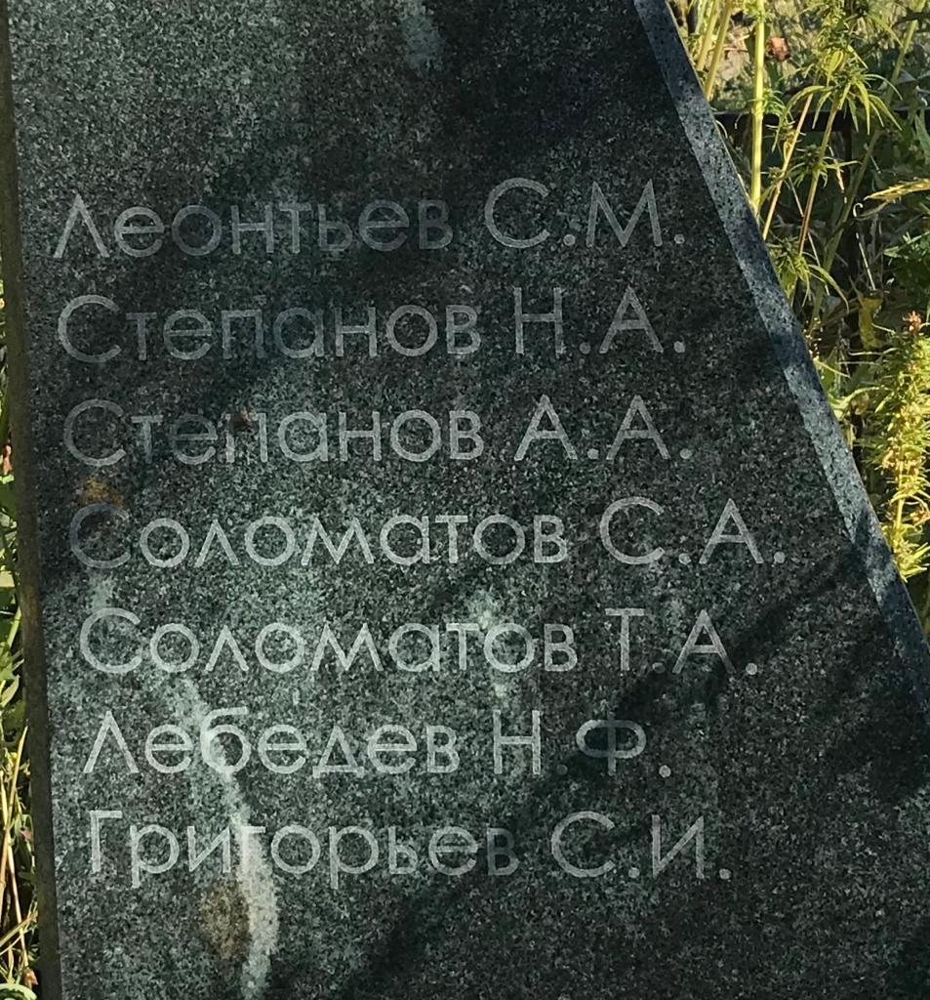 Леонтьев С.М.
Степанов Н.А.
Степанов А.А.
Соломатов С.А.
Соломатов Т.А.
Лебедев Н.Ф.
Григорьев С.И.